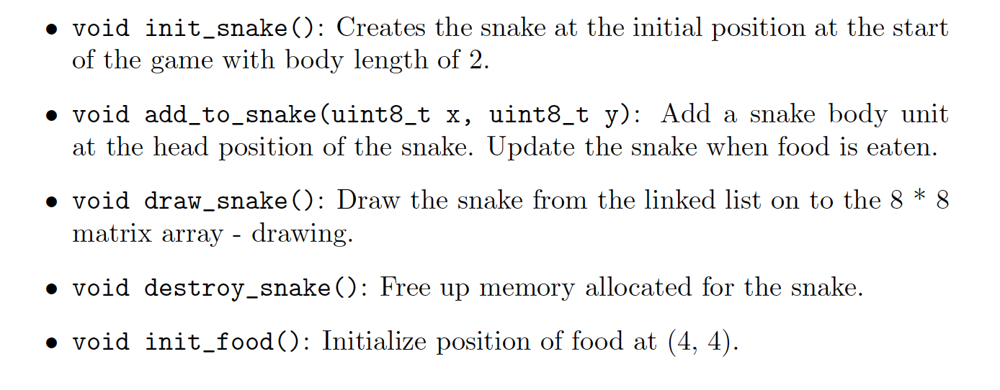 • void init_snake(): Creates the snake at the initial position at the start
of the game with body length of 2.
• void add_to_snake(uint8_t x, uint8_t y): Add a snake body unit
at the head position of the snake. Update the snake when food is eaten.
• void draw_snake(): Draw the snake from the linked list on to the 8 * 8
matrix array - drawing.
• void destroy_snake(): Free up memory allocated for the snake.
• void init_food(): Initialize position of food at (4, 4).